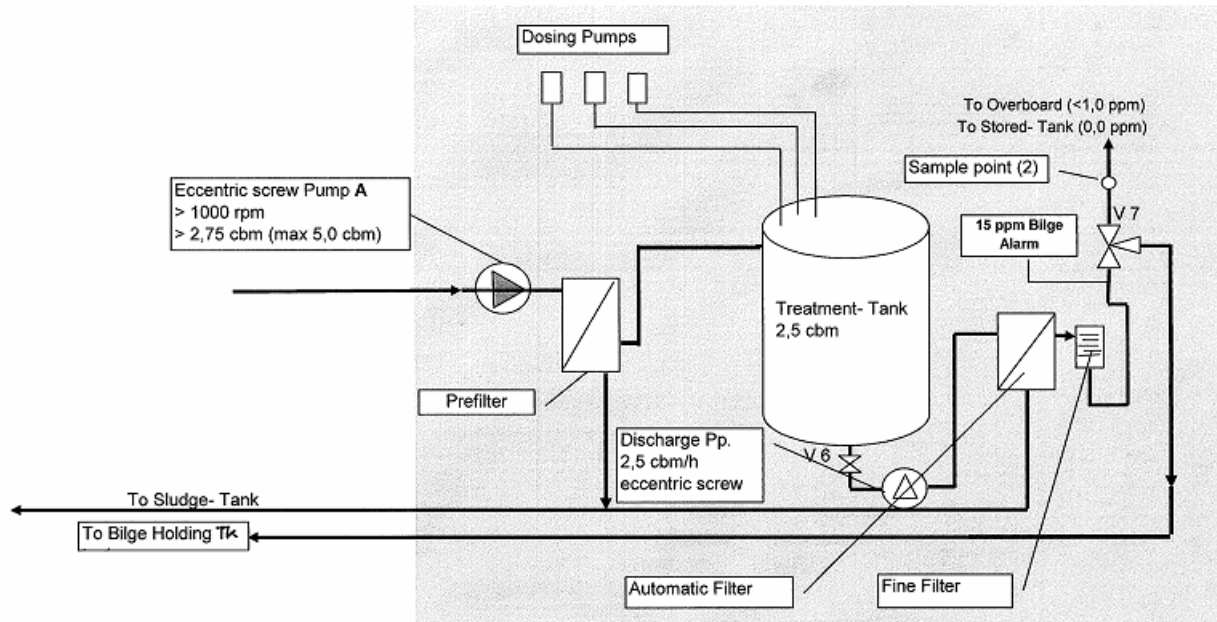 Dosing Pumps
To Overboard (<1,0 ppm)
To Stored- Tank (0,0 ppm)
Sample point (2)
Eccentric screw Pump A
> 1000 rpm
> 2,75 cbm (max 5,0 cbm)
V 7
15 ppm Bilge
Alarm
Treatment- Tank
2,5 cbm
Prefilter
Discharge Pp.
2,5 cbm/h
eccentric screw
V 6
To Sludge- Tank
To Bilge Holding Tk
Automatic Filter
Fine Filter